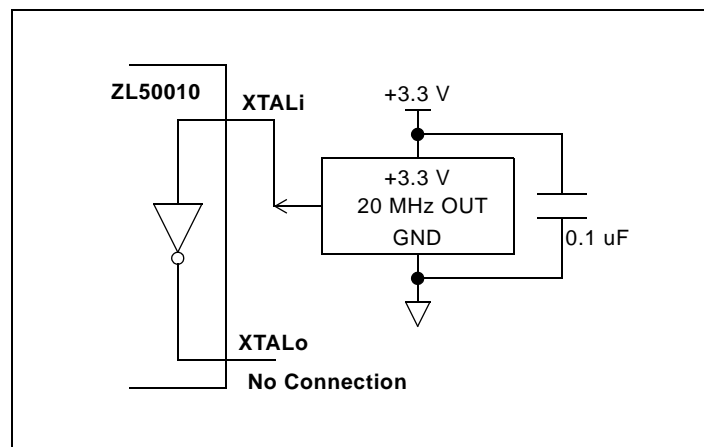 ZL50010
XTALi
+3.3 V
+3.3 V
20 MHz OUT
GND
0.1 uF
XTALo
No Connection